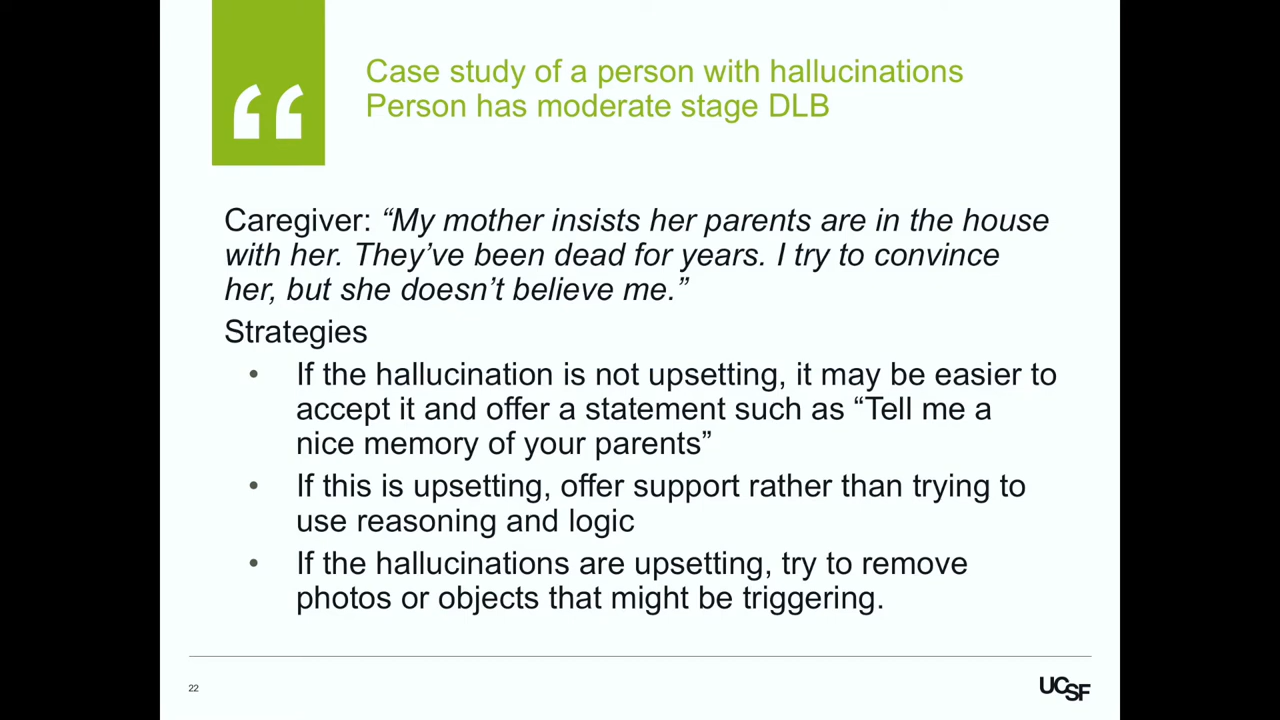 Case study of a person with hallucinations
Person has moderate stage DLB
Caregiver: “My mother insists her parents are in the house
with her. They’ve been dead for years. I try to convince
her, but she doesn’t believe me.”
Strategies
• If the hallucination is not upsetting, it may be easier to
accept it and offer a statement such as “Tell me a
nice memory of your parents”
• If this is upsetting, offer support rather than trying to
use reasoning and logic
• If the hallucinations are upsetting, try to remove
photos or objects that might be triggering.
22
UCSF